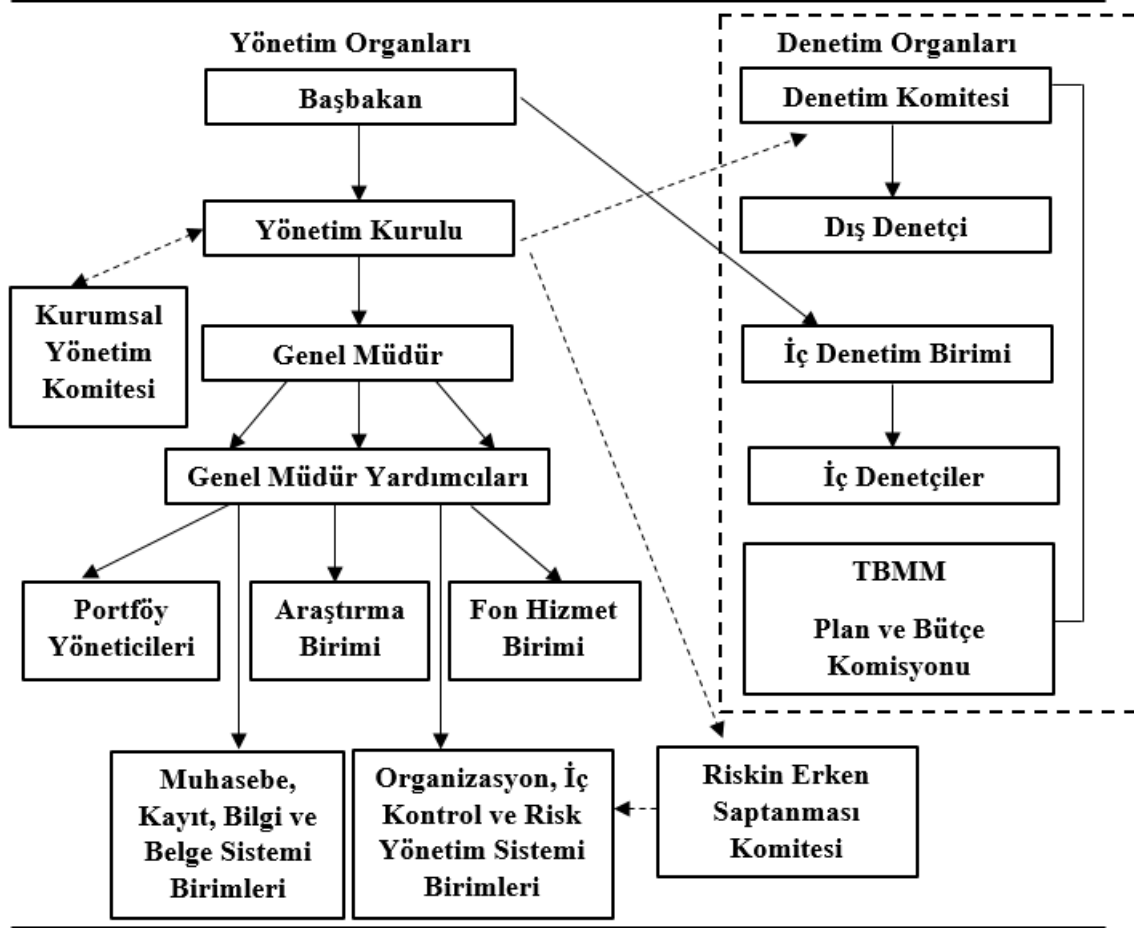 Yönetim Organları
Başbakan
Yönetim Kurulu
Kurumsal
Yönetim
Komitesi
Genel Müdür
Genel Müdür Yardımcıları
Portföy
Yöneticileri
Araştırma
Birimi
Fon Hizmet
Birimi
Muhasebe,
Kayıt, Bilgi ve
Belge Sistemi
Birimleri
Organizasyon, İç
Kontrol ve Risk
Yönetim Sistemi
Birimleri
Riskin Erken
Saptanması
Komitesi
Denetim Organları
Denetim Komitesi
Dış Denetçi
İç Denetim Birimi
İç Denetçiler
TBMM
Plan ve Bütçe
Komisyonu